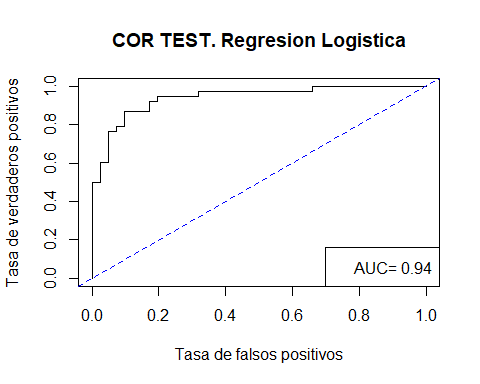 COR TEST. Regresion Logistica
Tasa de verdaderos positivos
1.0
0.8
0.6
0.4
0.2
0.0
AUC= 0.94
0.0 0.2 0.4 0.6 0.8 1.0
Tasa de falsos positivos